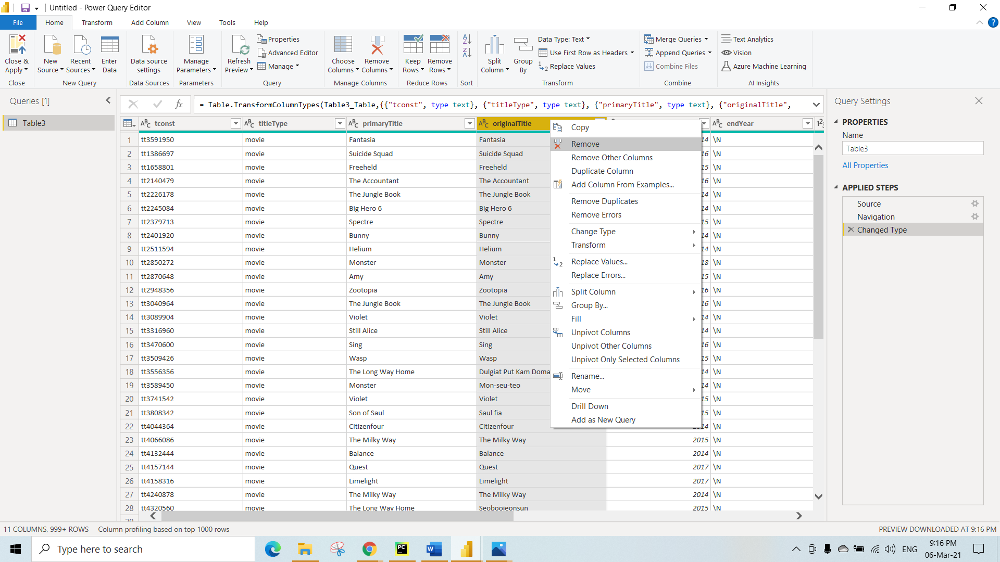 Untitled - Power Query Editor
File Home Transform Add Column View Tools Help
Close & Apply
New Source
Recent Sources
Enter Data
Data source settings
Manage Parameters
Refresh Preview
Properties
Advanced Editor
Manage
Choose Columns
Remove Columns
Keep Rows
Remove Rows
Split Column
Group By
Data Type: Text
Use First Row as Headers
Replace Values
Merge Queries
Append Queries
Combine Files
Text Analytics
Vision
Azure Machine Learning
Close New Query Data Sources Parameters Query Manage Columns Reduce Rows Sort Transform Combine AI Insights
Queries [1]
Table3
= Table.TransformColumnTypes(Table3_Table,{{"tconst", type text}, {"titleType", type text}, {"primaryTitle", type text}, {"originalTitle",
tconst titleType primaryTitle originalTitle endYear
1 tt3591950 movie Fantasia Fantasia 14 \N
2 tt1386697 movie Suicide Squad Suicide Squad 16 \N
3 tt1658801 movie Freeheld Freeheld 15 \N
4 tt2140479 movie The Accountant The Accountant 16 \N
5 tt2226178 movie The Jungle Book The Jungle Book 14 \N
6 tt2245084 movie Big Hero 6 Big Hero 6 14 \N
7 tt2379713 movie Spectre Spectre 15 \N
8 tt2401920 movie Bunny Bunny 14 \N
9 tt2511594 movie Helium Helium 14 \N
10 tt2850272 movie Monster Monster 18 \N
11 tt2870648 movie Amy Amy 15 \N
12 tt2948356 movie Zootopia Zootopia 16 \N
13 tt3040964 movie The Jungle Book The Jungle Book 16 \N
14 tt3089904 movie Violet Violet 14 \N
15 tt3316960 movie Still Alice Still Alice 14 \N
16 tt3470600 movie Sing Sing 16 \N
17 tt3509426 movie Wasp Wasp 15 \N
18 tt3556356 movie The Long Way Home Dulgiat Put Kam Doma 14 \N
19 tt3589450 movie Monster Mon-seu-teo 14 \N
20 tt3741542 movie Violet Violet 15 \N
21 tt3808342 movie Son of Saul Saul fia 15 \N
22 tt4044364 movie Citizenfour Citizenfour 2014 \N
23 tt4066086 movie The Milky Way The Milky Way 2015 \N
24 tt4132444 movie Balance Balance 2014 \N
25 tt4157144 movie Quest Quest 2017 \N
26 tt4158316 movie Limelight Limelight 2017 \N
27 tt4240878 movie The Milky Way The Milky Way 2014 \N
28 tt4320560 movie The Long Way Home Seobooieonsun 2015 \N
29
Copy
Remove
Remove Other Columns
Duplicate Column
Add Column From Examples...
Remove Duplicates
Remove Errors
Change Type
Transform
Replace Values...
Replace Errors...
Split Column
Group By...
Fill
Unpivot Columns
Unpivot Other Columns
Unpivot Only Selected Columns
Rename...
Move
Drill Down
Add as New Query
Query Settings
PROPERTIES
Name
Table3
All Properties
APPLIED STEPS
Source
Navigation
Changed Type
11 COLUMNS, 999+ ROWS Column profiling based on top 1000 rows PREVIEW DOWNLOADED AT 9:16 PM
Type here to search
ENG
9:16 PM
06-Mar-21